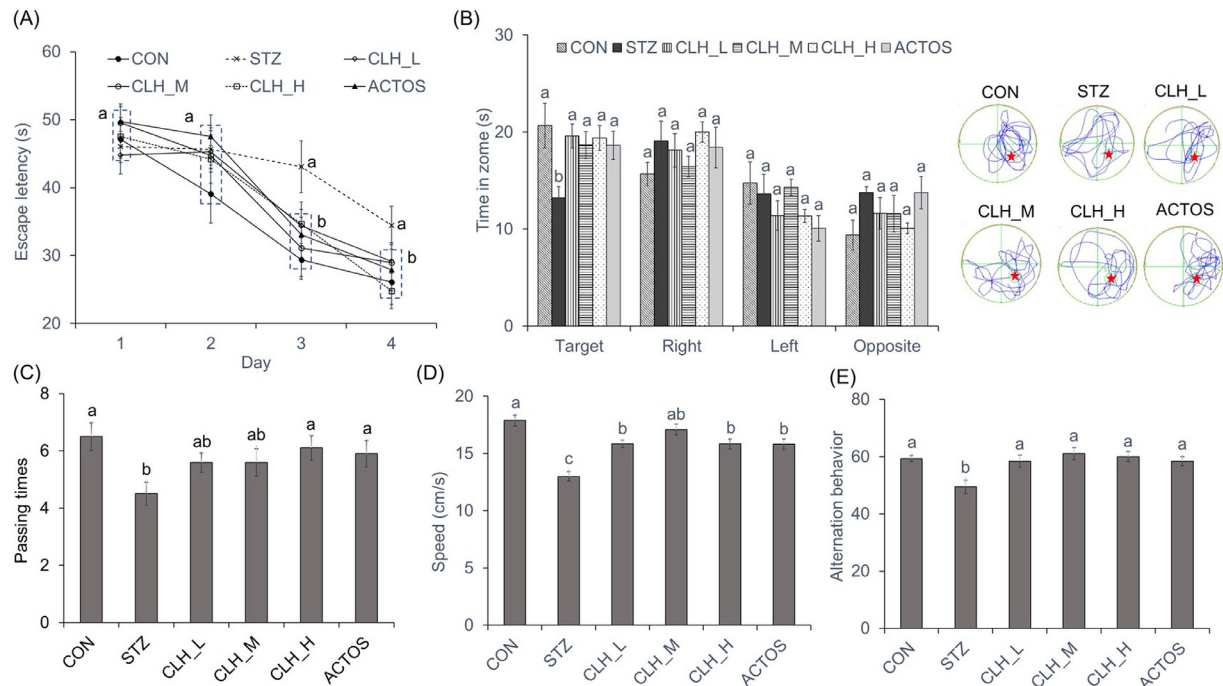 (A)
Escape latency (s)
60
50
40
30
20
CON STZ CLH_L
CLH_M CLH_H ACTOS
a a a a
b b
1 2 3 4
Day
(B)
Time in zome (s)
30
20
10
0
CON STZ CLH_L CLH_M CLH_H ACTOS
a b a a a a
a a a a a a
a a a a a a
a a a a a a
Target Right Left Opposite
CON STZ CLH_L
CLH_M CLH_H ACTOS
(C)
Passing times
8
6
4
2
0
a b ab ab a a
CON STZ CLH_L CLH_M CLH_H ACTOS
(D)
Speed (cm/s)
20
15
10
5
0
a c b ab b b
CON STZ CLH_L CLH_M CLH_H ACTOS
(E)
Alternation behavior
80
60
40
20
0
a b a a a a
CON STZ CLH_L CLH_M CLH_H ACTOS